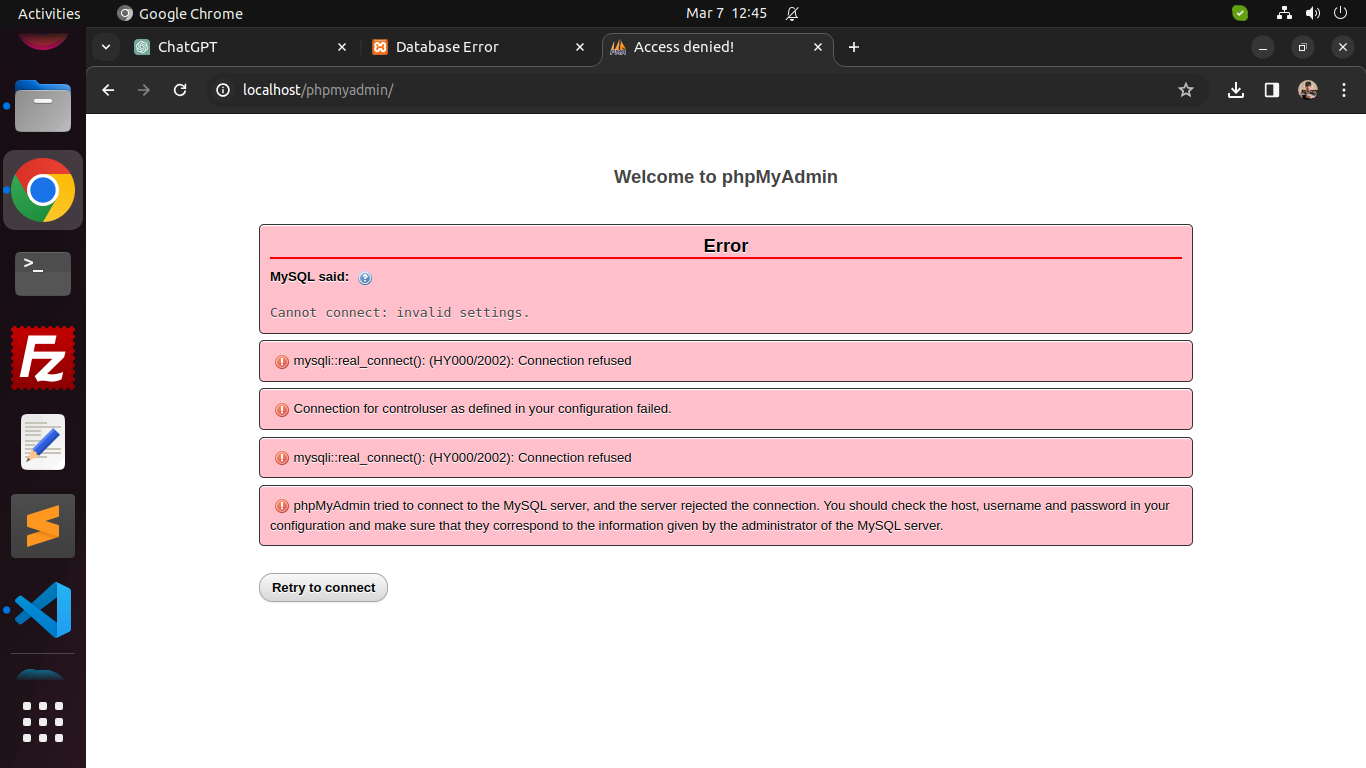 Activities
Google Chrome
Mar 7 12:45
ChatGPT
Database Error
Access denied!
localhost/phpmyadmin/
Welcome to phpMyAdmin
Error
MySQL said:
Cannot connect: invalid settings.
mysqli::real_connect(): (HY000/2002): Connection refused
Connection for controluser as defined in your configuration failed.
mysqli::real_connect(): (HY000/2002): Connection refused
phpMyAdmin tried to connect to the MySQL server, and the server rejected the connection. You should check the host, username and password in your
configuration and make sure that they correspond to the information given by the administrator of the MySQL server.
Retry to connect
>_
Fz